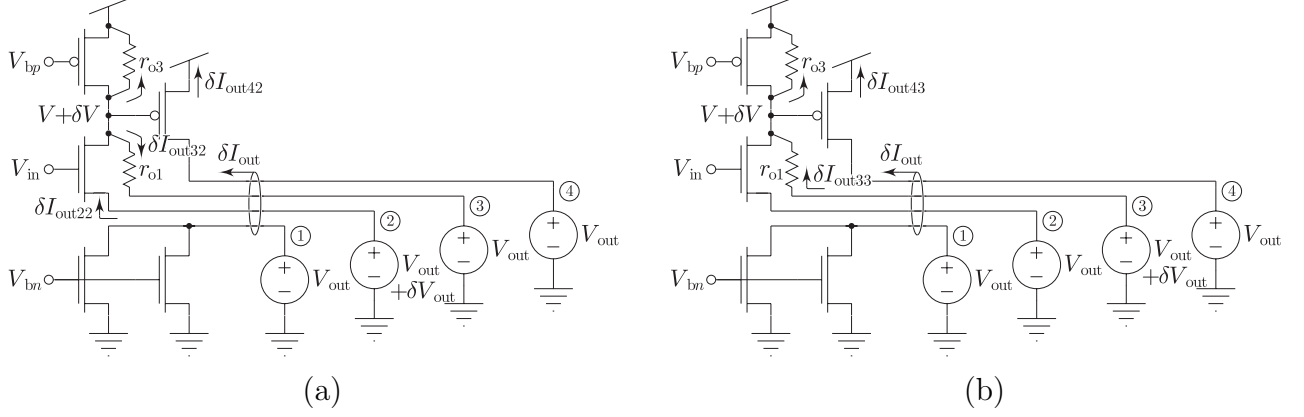 V_bp
r_o3
δI_out42
V+δV
δI_out32
δI_out
V_in
r_o1
④
③
②
①
δI_out22
V_out
V_out
V_out
+δV_out
V_out
V_bn
(a)
V_bp
r_o3
δI_out43
V+δV
δI_out
V_in
r_o1
δI_out33
④
③
②
①
V_out
V_out
+δV_out
V_out
V_out
V_bn
(b)